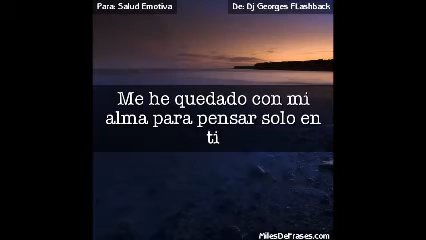 Para: Salud Emotiva
De: Dj Georges FLashback
Me he quedado con mi
alma para pensar solo en
ti
MilesDeFrases.com